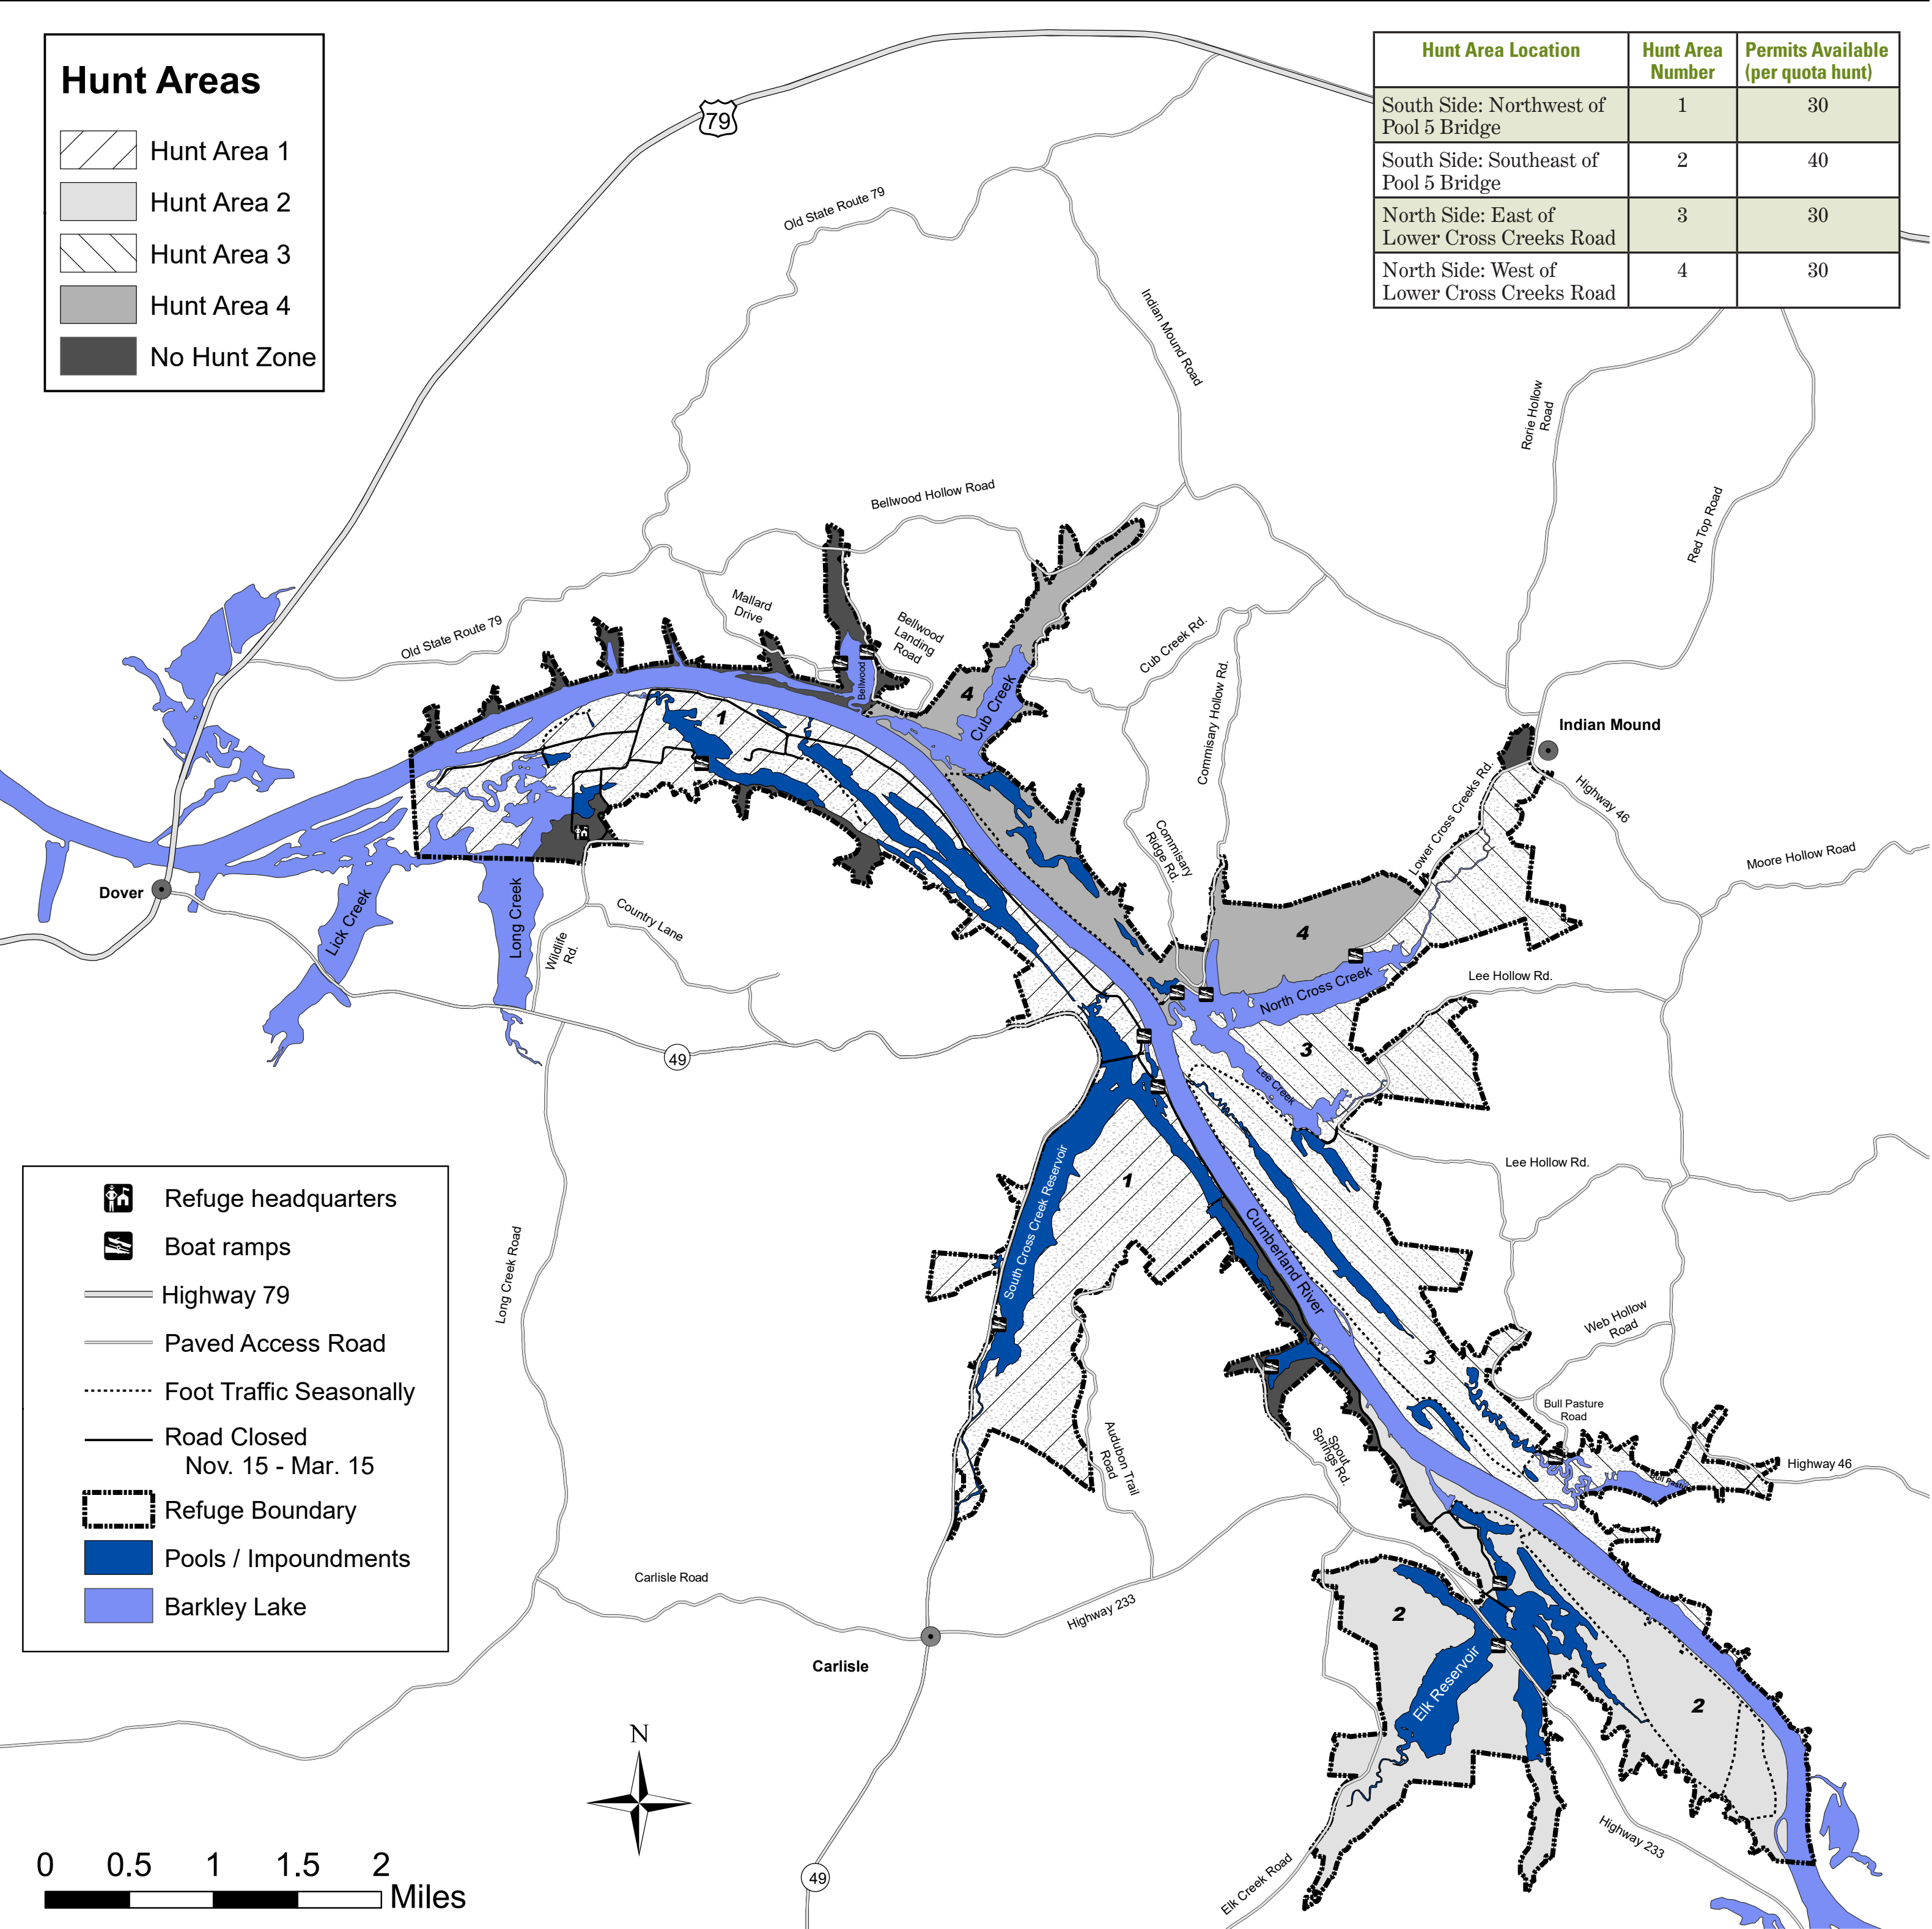 Hunt Areas
Hunt Area 1
Hunt Area 2
Hunt Area 3
Hunt Area 4
No Hunt Zone
Hunt Area Location
Hunt Area
Number
Permits Available
(per quota hunt)
South Side: Northwest of
Pool 5 Bridge
1
30
South Side: Southeast of
Pool 5 Bridge
2
40
North Side: East of
Lower Cross Creeks Road
3
30
North Side: West of
Lower Cross Creeks Road
4
30
79
Old State Route 79
Indian Mound Road
Rorie Hollow
Road
Red Top Road
Bellwood Hollow Road
Mallard
Drive
Bellwood
Landing
Road
Old State Route 79
Cub Creek Rd.
Commisary Hollow Rd.
Bellwood
4
Cub Creek
1
Indian Mound
Lower Cross Creeks Rd.
Highway 46
Moore Hollow Road
Commisary
Ridge Rd.
Dover
Lick Creek
Long Creek
Wildlife
Rd.
Country Lane
4
North Cross Creek
Lee Hollow Rd.
49
3
Lee Creek
Lee Hollow Rd.
1
South Cross Creek Reservoir
Cumberland River
Long Creek Road
Web Hollow
Road
3
Bull Pasture
Road
Highway 46
Audubon Trail
Road
Spout
Springs Rd.
Refuge headquarters
Boat ramps
Highway 79
Paved Access Road
Foot Traffic Seasonally
Road Closed
Nov. 15 - Mar. 15
Refuge Boundary
Pools / Impoundments
Barkley Lake
Carlisle Road
Highway 233
Carlisle
2
Elk Reservoir
2
Highway 233
Elk Creek Road
49
N
0 0.5 1 1.5 2
Miles